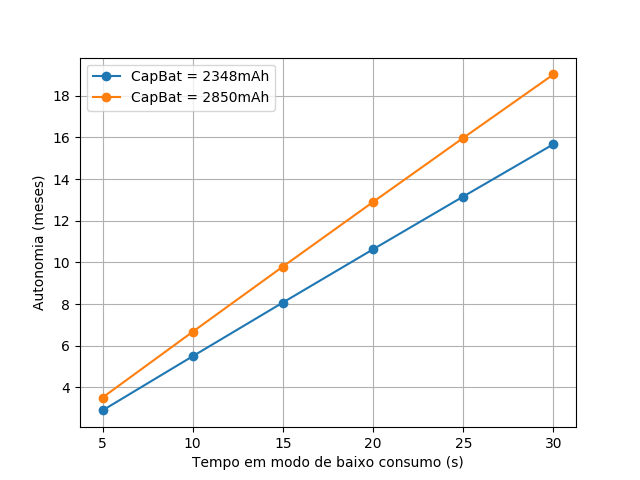 CapBat = 2348mAh
CapBat = 2850mAh
18
16
14
12
10
8
6
4
Autonomia (meses)
5 10 15 20 25 30
Tempo em modo de baixo consumo (s)